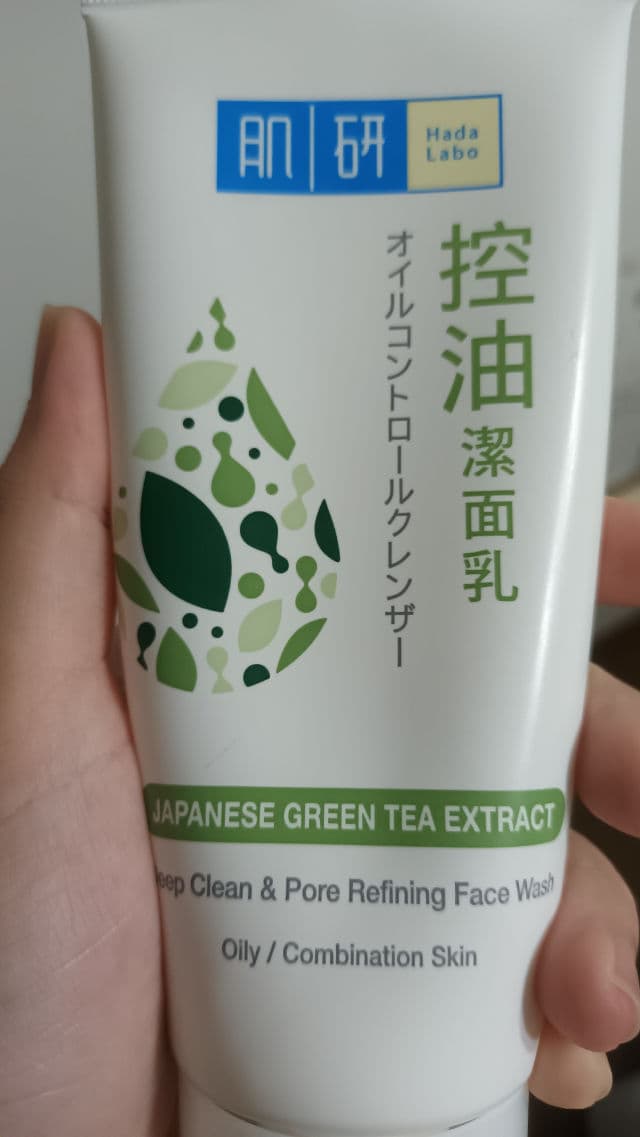 肌研
Hada
Labo
控油潔面乳
オイルコントロールクレンザー
JAPANESE GREEN TEA EXTRACT
Deep Clean & Pore Refining Face Wash
Oily / Combination Skin